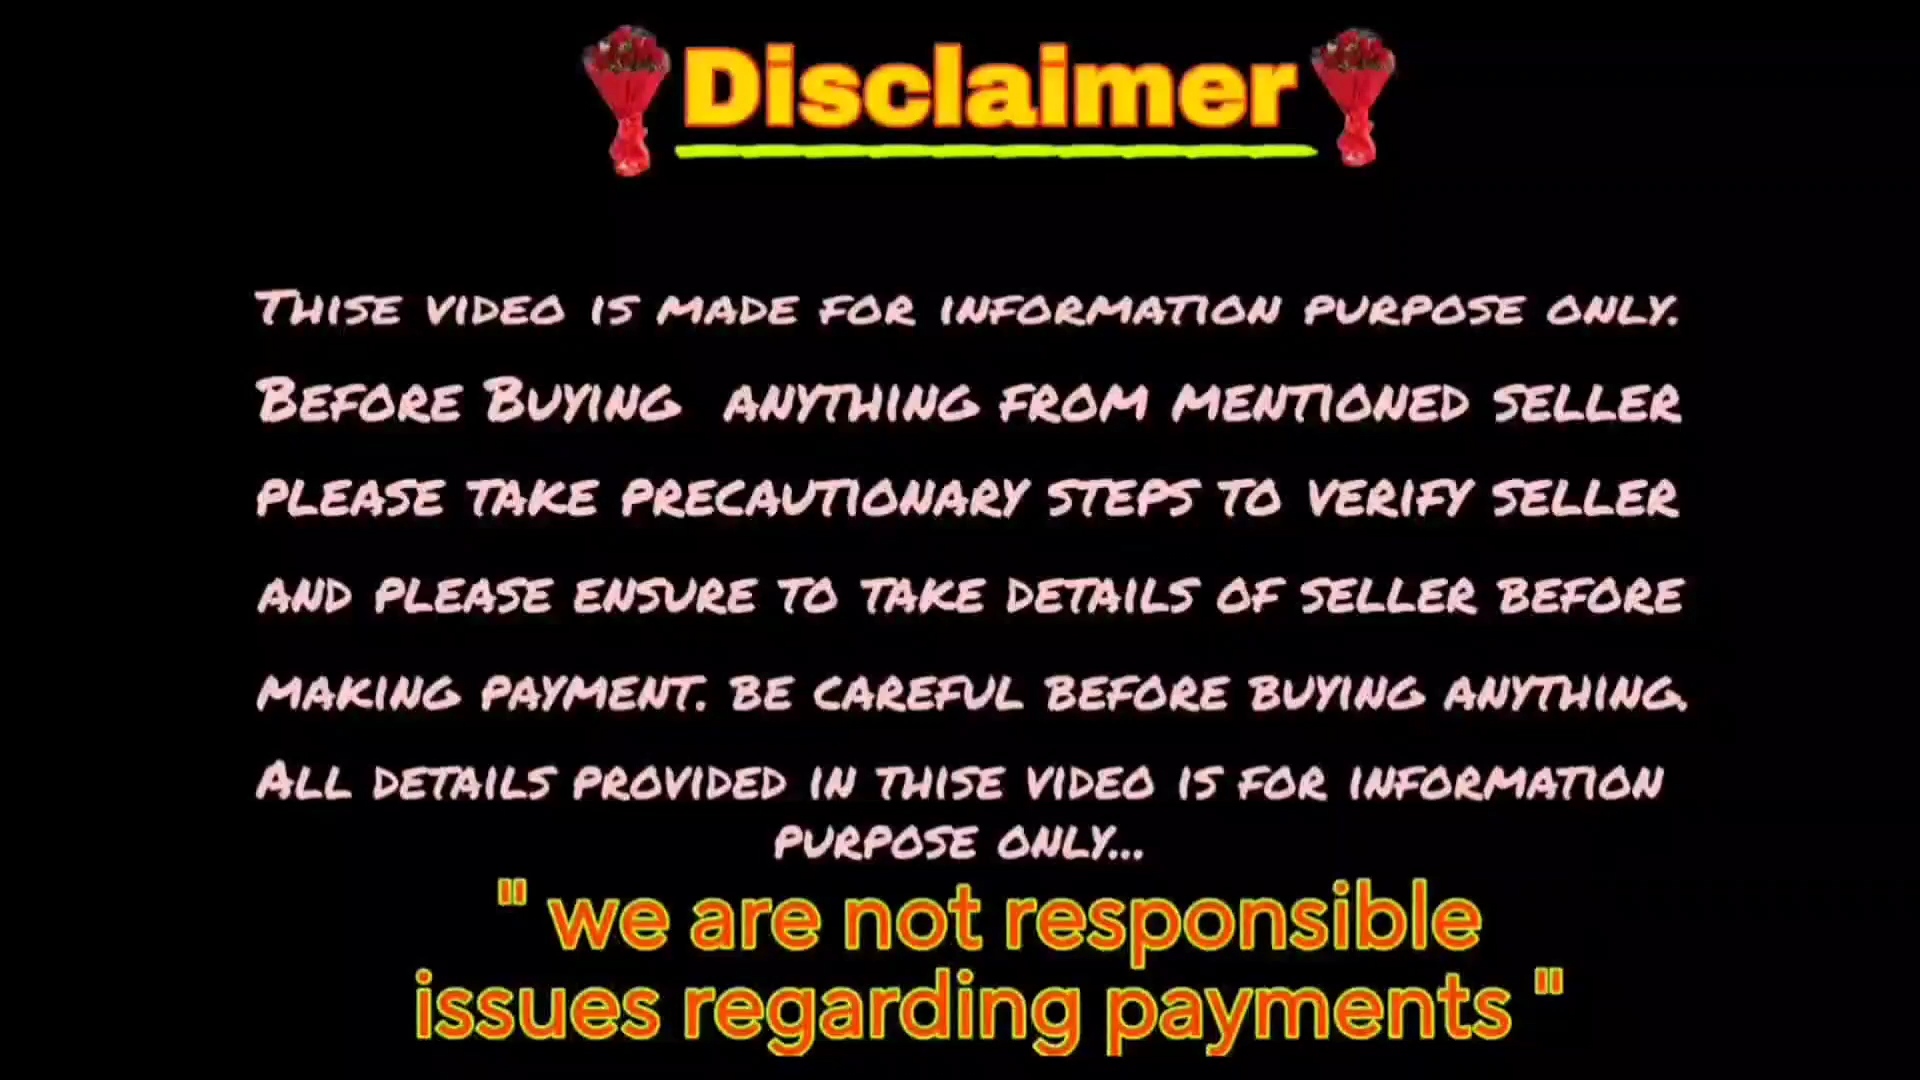 Disclaimer
THISE VIDEO IS MADE FOR INFORMATION PURPOSE ONLY.
BEFORE BUYING ANYTHING FROM MENTIONED SELLER
PLEASE TAKE PRECAUTIONARY STEPS TO VERIFY SELLER
AND PLEASE ENSURE TO TAKE DETAILS OF SELLER BEFORE
MAKING PAYMENT. BE CAREFUL BEFORE BUYING ANYTHING.
ALL DETAILS PROVIDED IN THISE VIDEO IS FOR INFORMATION
PURPOSE ONLY...
" we are not responsible
issues regarding payments "